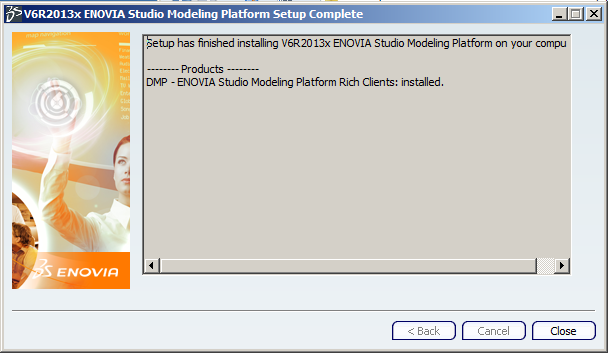 V6R2013x ENOVIA Studio Modeling Platform Setup Complete
Setup has finished installing V6R2013x ENOVIA Studio Modeling Platform on your compu
-------- Products --------
DMP - ENOVIA Studio Modeling Platform Rich Clients: installed.
ENOVIA
< Back
Cancel
Close